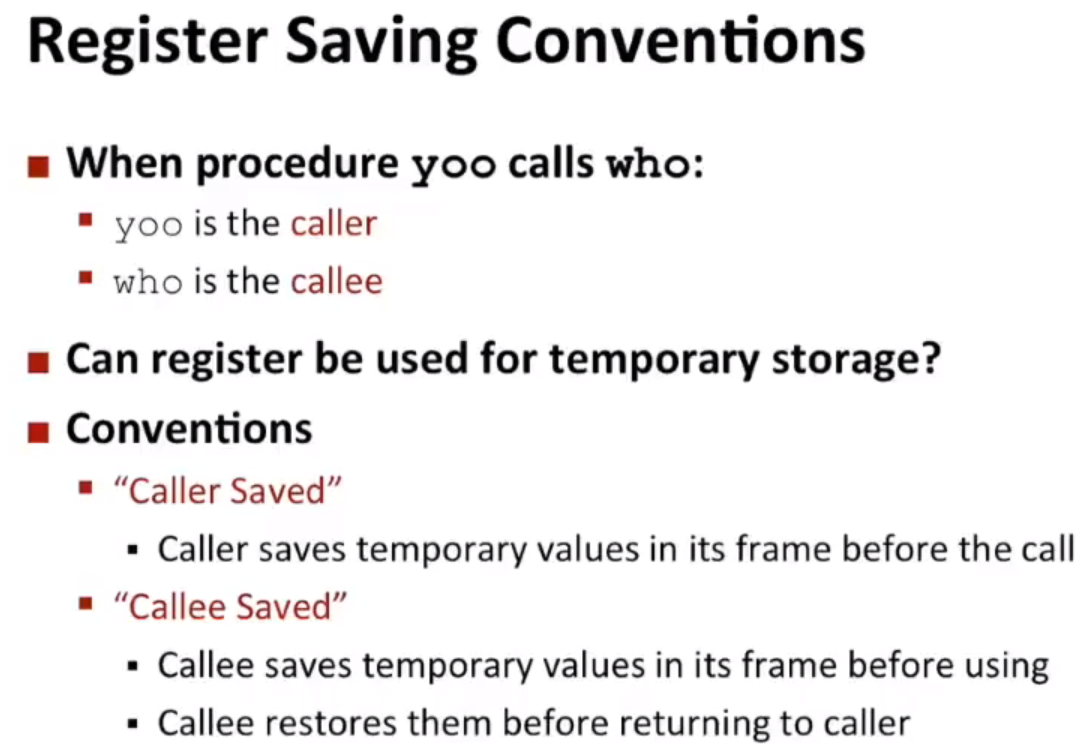 Register Saving Conventions
When procedure yoo calls who:
yoo is the caller
who is the callee
Can register be used for temporary storage?
Conventions
“Caller Saved”
Caller saves temporary values in its frame before the call
“Callee Saved”
Callee saves temporary values in its frame before using
Callee restores them before returning to caller